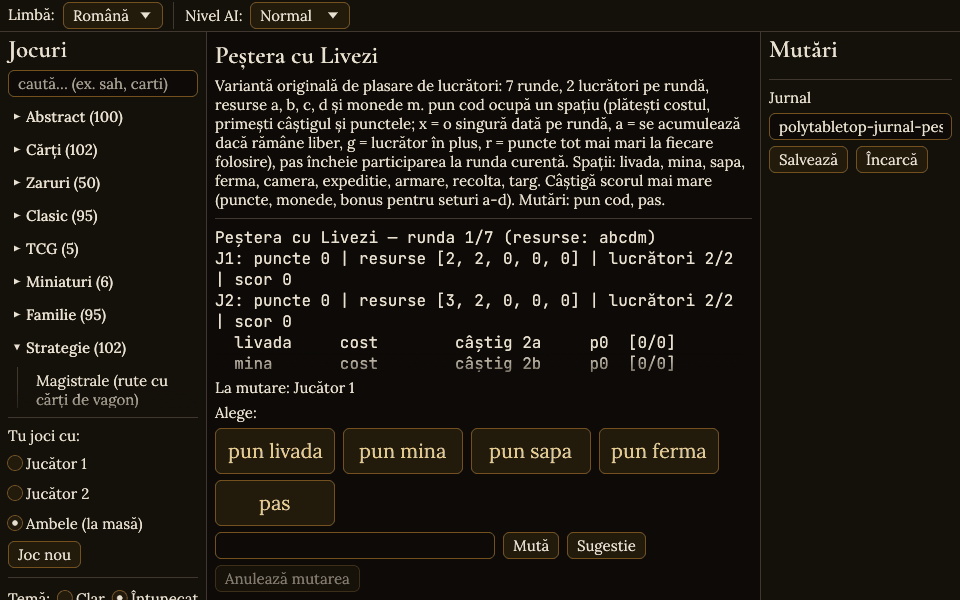 Limbă: Română ▼ Nivel AI: Normal ▼
Jocuri
caută... (ex. sah, carti)
▸ Abstract (100)
▸ Cărți (102)
▸ Zaruri (50)
▸ Clasic (95)
▸ TCG (5)
▸ Miniaturi (6)
▸ Familie (95)
▾ Strategie (102)
Magistrale (rute cu
cărți de vagon)
Tu joci cu:
Jucător 1
Jucător 2
Ambele (la masă)
Joc nou
Temă: Clar Întunecat
Peștera cu Livezi
Variantă originală de plasare de lucrători: 7 runde, 2 lucrători pe rundă,
resurse a, b, c, d și monede m. pun cod ocupă un spațiu (plătești costul,
primești câștigul și punctele; x = o singură dată pe rundă, a = se acumulează
dacă rămâne liber, g = lucrător în plus, r = puncte tot mai mari la fiecare
folosire), pas încheie participarea la runda curentă. Spații: livada, mina, sapa,
ferma, camera, expeditie, armare, recolta, targ. Câștigă scorul mai mare
(puncte, monede, bonus pentru seturi a-d). Mutări: pun cod, pas.
Peștera cu Livezi — runda 1/7 (resurse: abcdm)
J1: puncte 0 | resurse [2, 2, 0, 0, 0] | lucrători 2/2
| scor 0
J2: puncte 0 | resurse [3, 2, 0, 0, 0] | lucrători 2/2
| scor 0
livada cost câștig 2a p0 [0/0]
mina cost câștig 2b p0 [0/0]
La mutare: Jucător 1
Alege:
pun livada pun mina pun sapa pun ferma
pas
Mută Sugestie
Anulează mutarea
Mutări
Jurnal
polytabletop-jurnal-pes
Salvează Încarcă